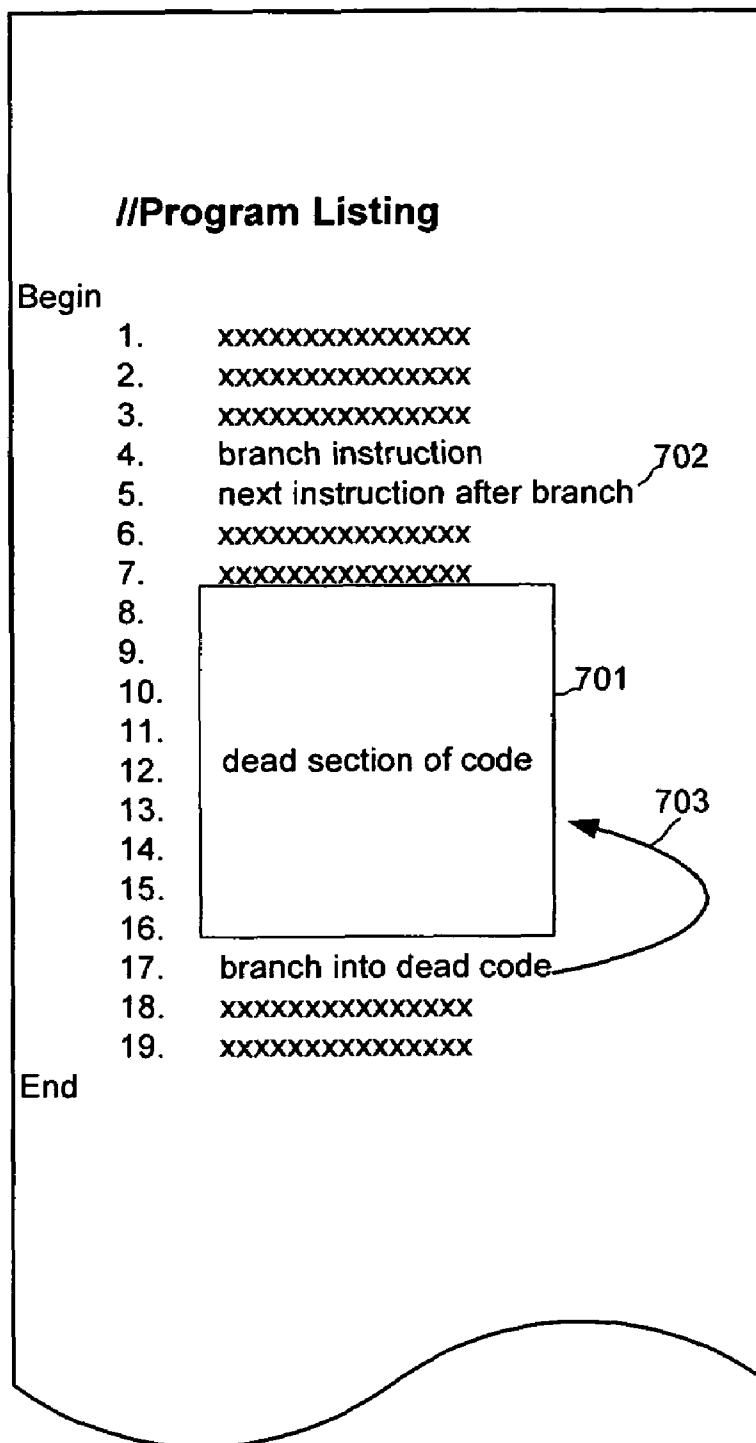 //Program Listing
Begin
1. xxxxxxxxxxxxxxx
2. xxxxxxxxxxxxxxx
3. xxxxxxxxxxxxxxx
4. branch instruction
702
5. next instruction after branch
6. xxxxxxxxxxxxxxx
7. xxxxxxxxxxxxxxx
8.
9.
10.
701
11.
12. dead section of code
13.
703
14.
15.
16.
17. branch into dead code
18. xxxxxxxxxxxxxxx
19. xxxxxxxxxxxxxxx
End